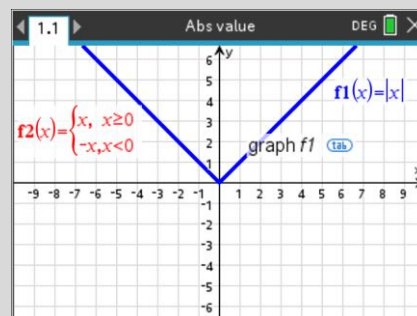 1.1 Abs value DEG
y
f1(x)=|x|
f2(x)={x, x≥0
-x,x<0
graph f1 tab
6
5
4
3
2
1
-9 -8 -7 -6 -5 -4 -3 -2 -1 1 2 3 4 5 6 7 8 9
-1
-2
-3
-4
-5
-6